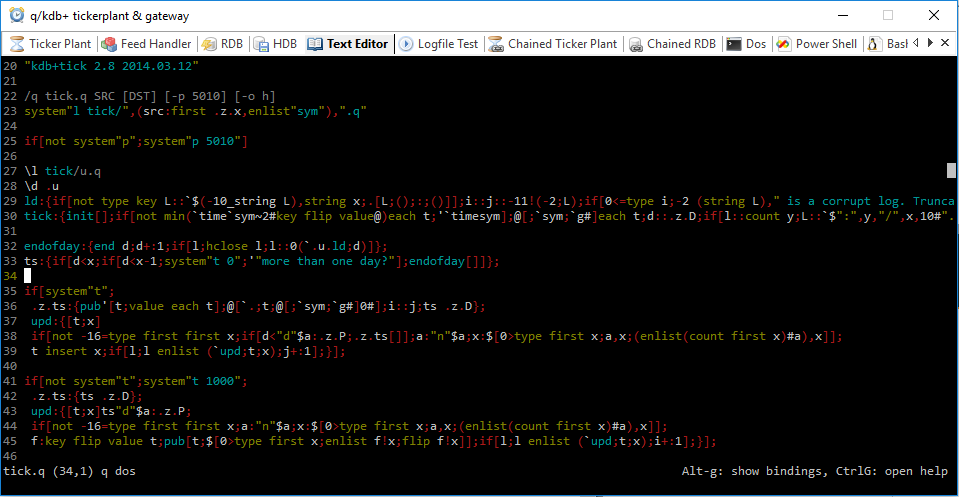 q/kdb+ tickerplant & gateway
Ticker Plant Feed Handler RDB HDB Text Editor Logfile Test Chained Ticker Plant Chained RDB Dos Power Shell Bash
20 "kdb+tick 2.8 2014.03.12"
21
22 /q tick.q SRC [DST] [-p 5010] [-o h]
23 system"l tick/",(src:first .z.x,enlist"sym"),".q"
24
25 if[not system"p";system"p 5010"]
26
27 \l tick/u.q
28 \d .u
29 ld:{if[not type key L::`$(-10_string L),string x;.[L;();:;()]];i::j::-11!(-2;L);if[0<=type i;-2 (string L)," is a corrupt log. Trunca
30 tick:{init[];if[not min(`time`sym~2#key flip value@)each t;'`timesym];@[;`sym;`g#]each t;d::.z.D;if[l::count y;L::`$":",y,"/",x,10#".
31
32 endofday:{end d;d+:1;if[l;hclose l;l::0(`.u.ld;d)]};
33 ts:{if[d<x;if[d<x-1;system"t 0";'"more than one day?"];endofday[]]};
34
35 if[system"t";
36  .z.ts:{pub'[t;value each t];@[`.;t;@[;`sym;`g#]0#];i::j;ts .z.D};
37  upd:{[t;x]
38  if[not -16=type first first x;if[d<"d"$a:.z.P;.z.ts[]];a:"n"$a;x:$[0>type first x;a,x;(enlist(count first x)#a),x]];
39  t insert x;if[l;l enlist (`upd;t;x);j+:1];}];
40
41 if[not system"t";system"t 1000";
42  .z.ts:{ts .z.D};
43  upd:{[t;x]ts"d"$a:.z.P;
44  if[not -16=type first first x;a:"n"$a;x:$[0>type first x;a,x;(enlist(count first x)#a),x]];
45  f:key flip value t;pub[t;$[0>type first x;enlist f!x;flip f!x]];if[l;l enlist (`upd;t;x);i+:1];}];
46
tick.q (34,1) q dos Alt-g: show bindings, CtrlG: open help